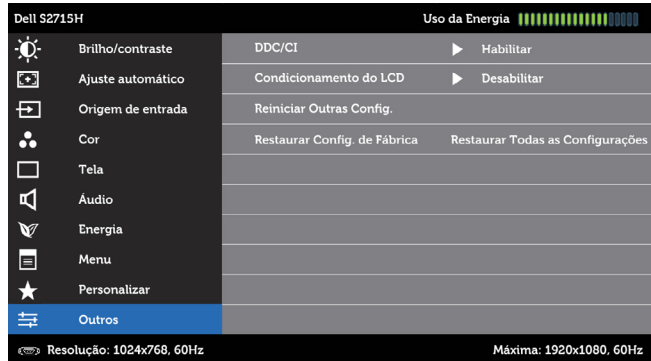 Dell S2715H Uso da Energia
Brilho/contraste DDC/CI Habilitar
Ajuste automático Condicionamento do LCD Desabilitar
Origem de entrada Reiniciar Outras Config.
Cor Restaurar Config. de Fábrica Restaurar Todas as Configurações
Tela
Áudio
Energia
Menu
Personalizar
Outros
Resolução: 1024x768, 60Hz Máxima: 1920x1080, 60Hz